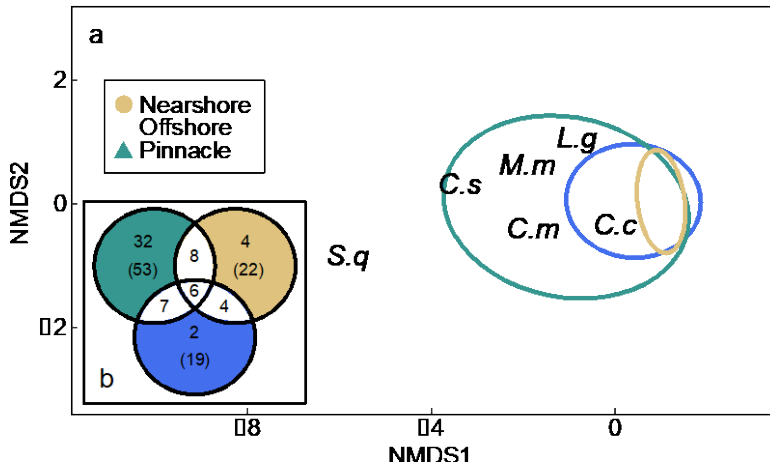 a
2
Nearshore
Offshore
Pinnacle
L.g
M.m
C.s
0
NMDS2
C.m
C.c
S.q
32
(53)
8
4
(22)
6
7
4
2
(19)
▯2
b
▯8
▯4
0
NMDS1